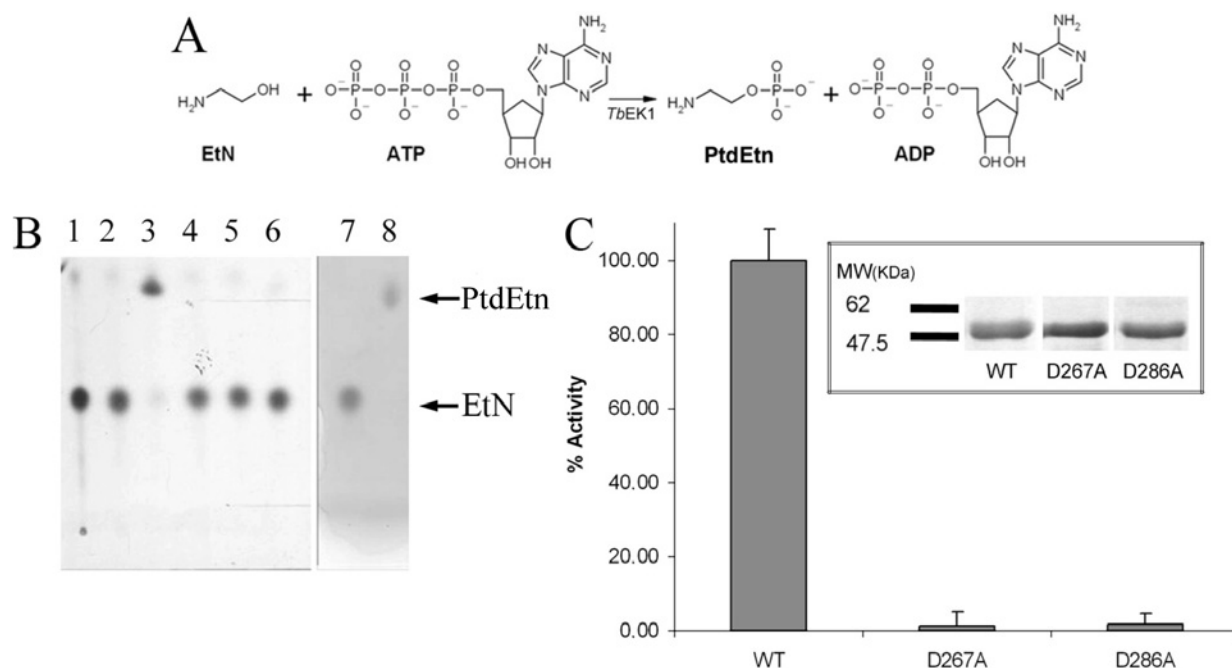 A
NH₂
NH₂
H₂N OH + ⁻O P O P O P O N N N N TbEK1 H₂N O P O⁻ + ⁻O P O P O N N N N
O O O O⁻ O⁻ O⁻ O O⁻ O O O⁻ O⁻
OH OH OH OH
EtN ATP PtdEtn ADP
B 1 2 3 4 5 6 7 8
PtdEtn
EtN
C
% Activity
100.00
80.00
60.00
40.00
20.00
0.00
MW(KDa)
62
47.5
WT D267A D286A
WT D267A D286A